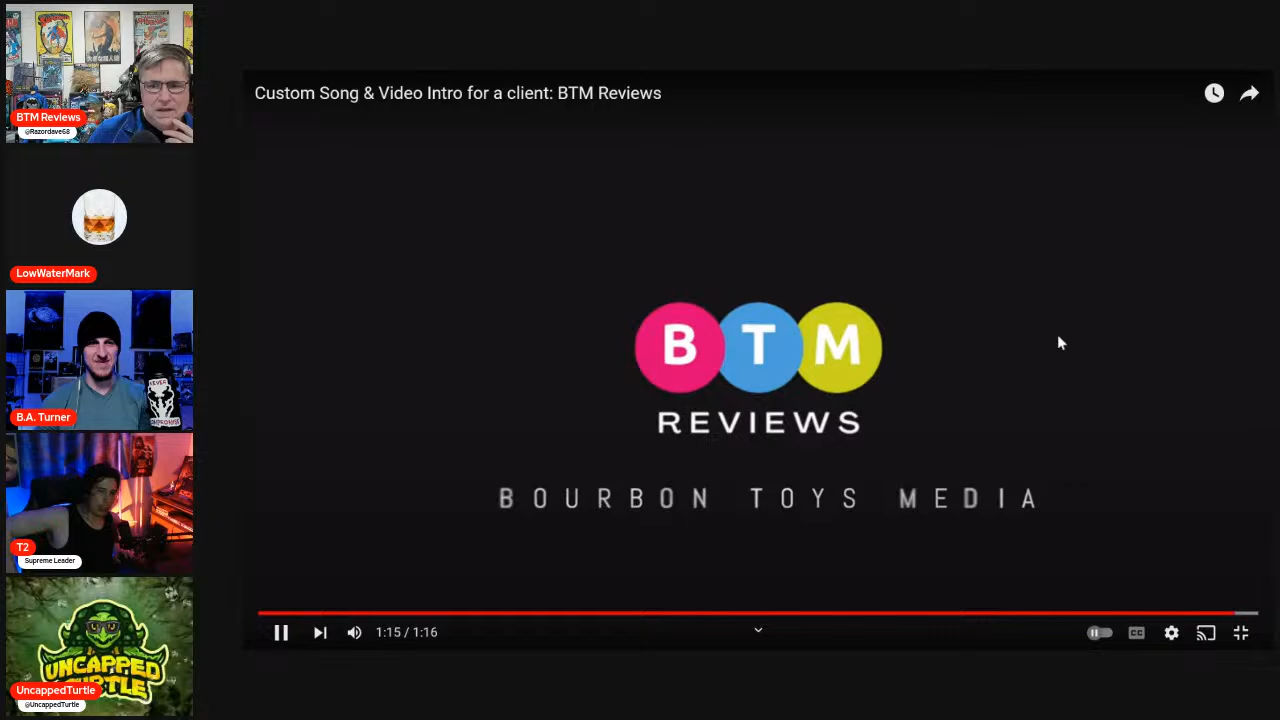 BTM Reviews
@Razordave68
LowWaterMark
B.A. Turner
T2
Supreme Leader
UNCAPPED
TURTLE
UncappedTurtle
@UncappedTurtle
Custom Song & Video Intro for a client: BTM Reviews
B T M
REVIEWS
BOURBON TOYS MEDIA
1:15 / 1:16
CC